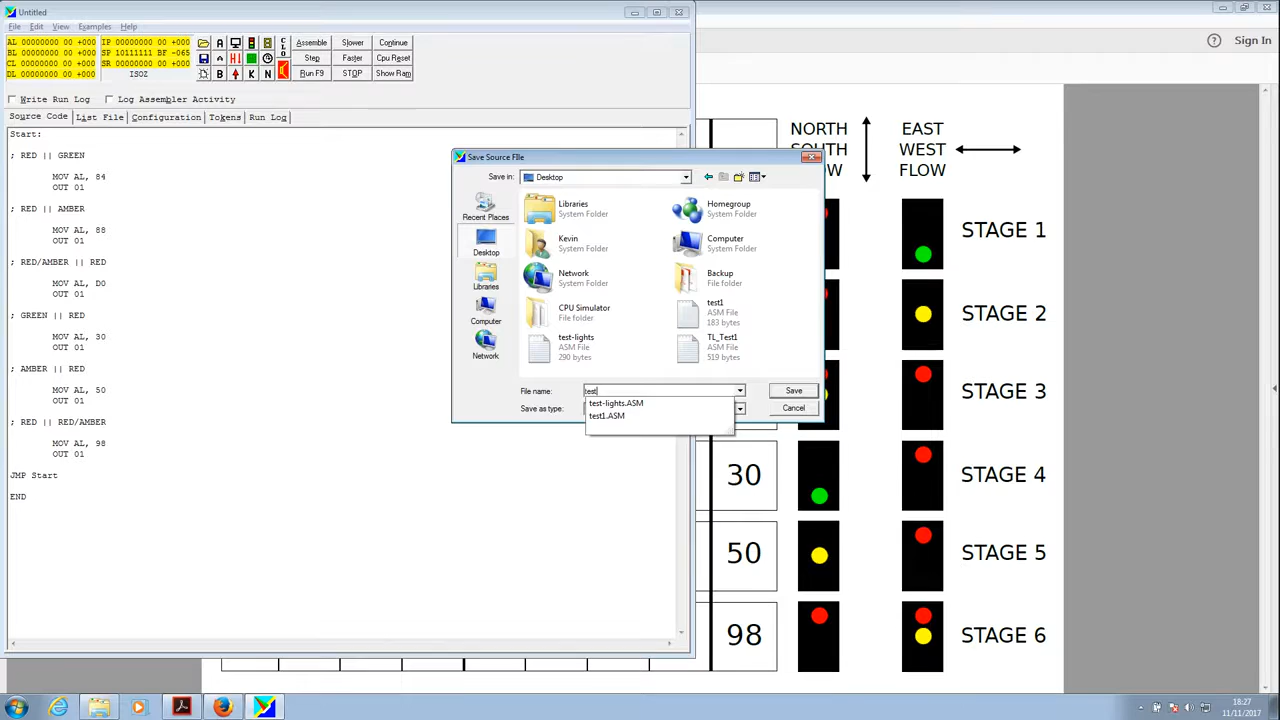 Untitled
File Edit View Examples Help
AL 00000000 00 +000 IP 00000000 00 +000
BL 00000000 00 +000 SP 10111111 BF -065
CL 00000000 00 +000 SR 00000000 00 +000
DL 00000000 00 +000 ISOZ
A
H
B
K N
CLO
Assemble Slower Continue
Step Faster Cpu Reset
Run F9 STOP Show Ram
Write Run Log Log Assembler Activity
Source Code List File Configuration Tokens Run Log
Start:
; RED || GREEN
MOV AL, 84
OUT 01
; RED || AMBER
MOV AL, 88
OUT 01
; RED/AMBER || RED
MOV AL, D0
OUT 01
; GREEN || RED
MOV AL, 30
OUT 01
; AMBER || RED
MOV AL, 50
OUT 01
; RED || RED/AMBER
MOV AL, 98
OUT 01
JMP Start
END
Save Source File
Save in: Desktop
Recent Places
Desktop
Libraries
Computer
Network
Libraries
System Folder
Homegroup
System Folder
Kevin
System Folder
Computer
System Folder
Network
System Folder
Backup
File folder
CPU Simulator
File folder
test1
ASM File
183 bytes
test-lights
ASM File
290 bytes
TL_Test1
ASM File
519 bytes
File name: test Save
test-lights.ASM
test1.ASM
Save as type: Cancel
Sign In
NORTH
SOUTH
EAST
WEST
FLOW
STAGE 1
STAGE 2
STAGE 3
30 STAGE 4
50 STAGE 5
98 STAGE 6
18:27
11/11/2017